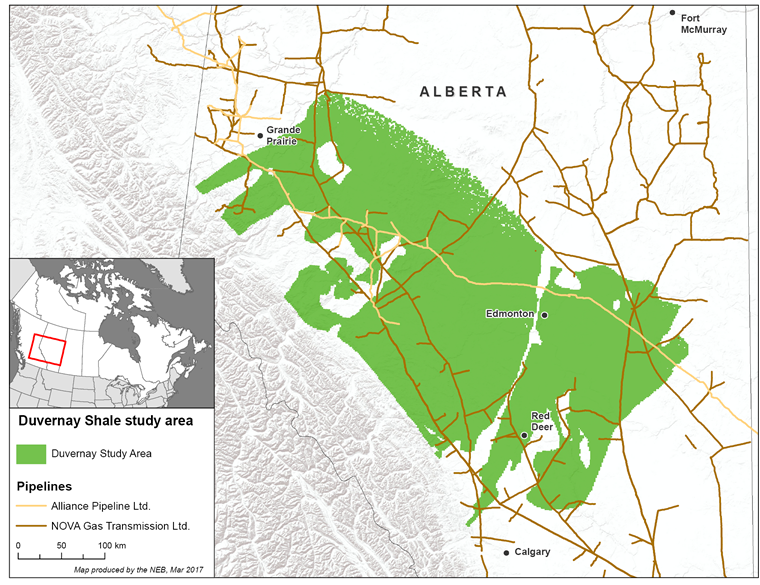 Fort
McMurray
ALBERTA
Grande
Prairie
Edmonton
Red
Deer
Calgary
Duvernay Shale study area
Duvernay Study Area
Pipelines
Alliance Pipeline Ltd.
NOVA Gas Transmission Ltd.
0 50 100 km
Map produced by the NEB, Mar 2017